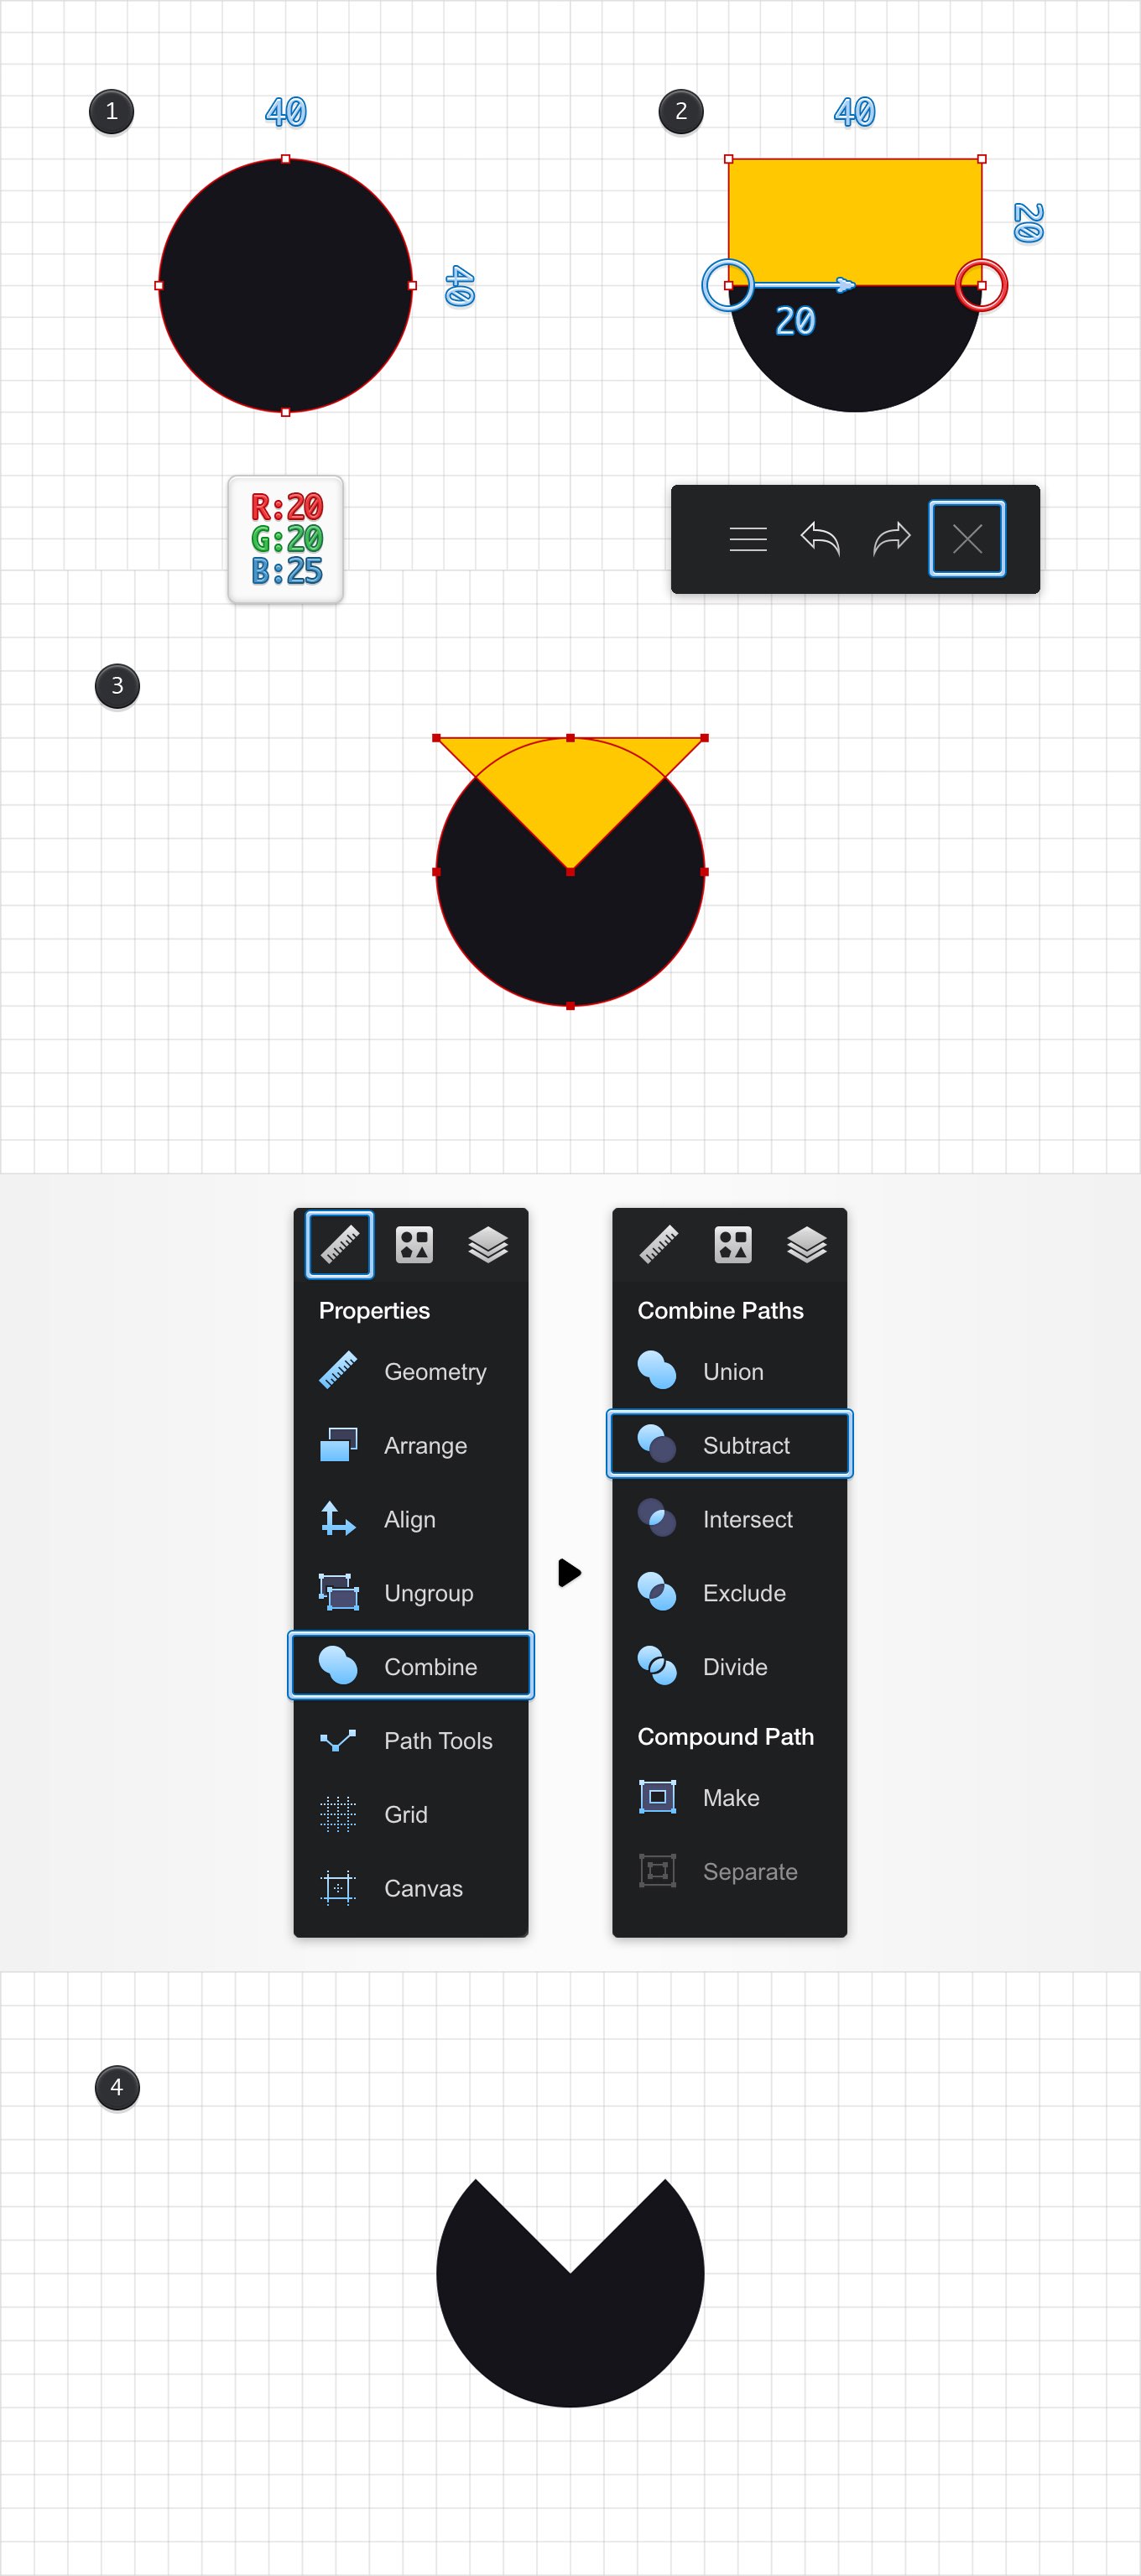 1
40
40
R:20
G:20
B:25
2
40
20
20
3
Properties
Geometry
Arrange
Align
Ungroup
Combine
Path Tools
Grid
Canvas
Combine Paths
Union
Subtract
Intersect
Exclude
Divide
Compound Path
Make
Separate
4